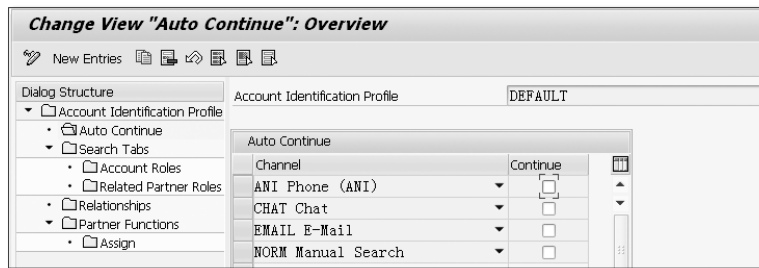 Change View "Auto Continue": Overview
New Entries
Dialog Structure
Account Identification Profile
Auto Continue
Search Tabs
Account Roles
Related Partner Roles
Relationships
Partner Functions
Assign
Account Identification Profile DEFAULT
Auto Continue
Channel Continue
ANI Phone (ANI)
CHAT Chat
EMAIL E-Mail
NORM Manual Search